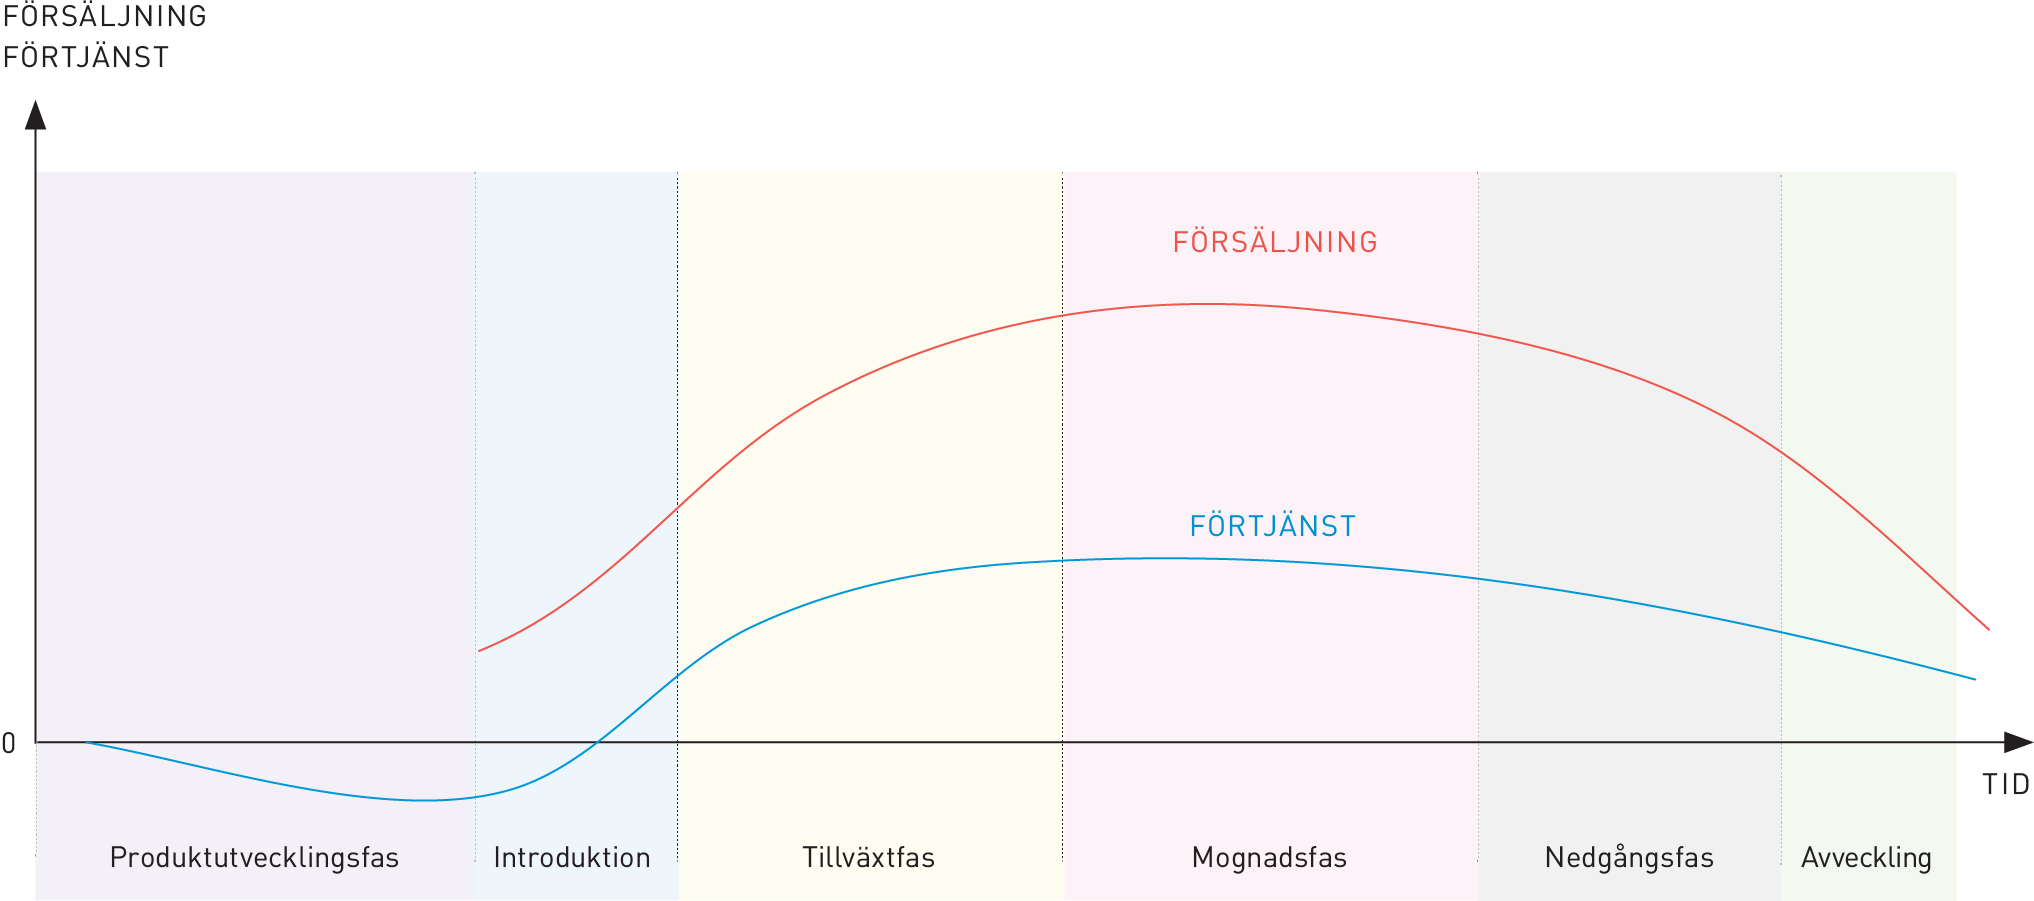 FÖRSÄLJNING
FÖRTJÄNST
FÖRSÄLJNING
FÖRTJÄNST
0
TID
Produktutvecklingsfas
Introduktion
Tillväxtfas
Mognadsfas
Nedgångsfas
Avveckling